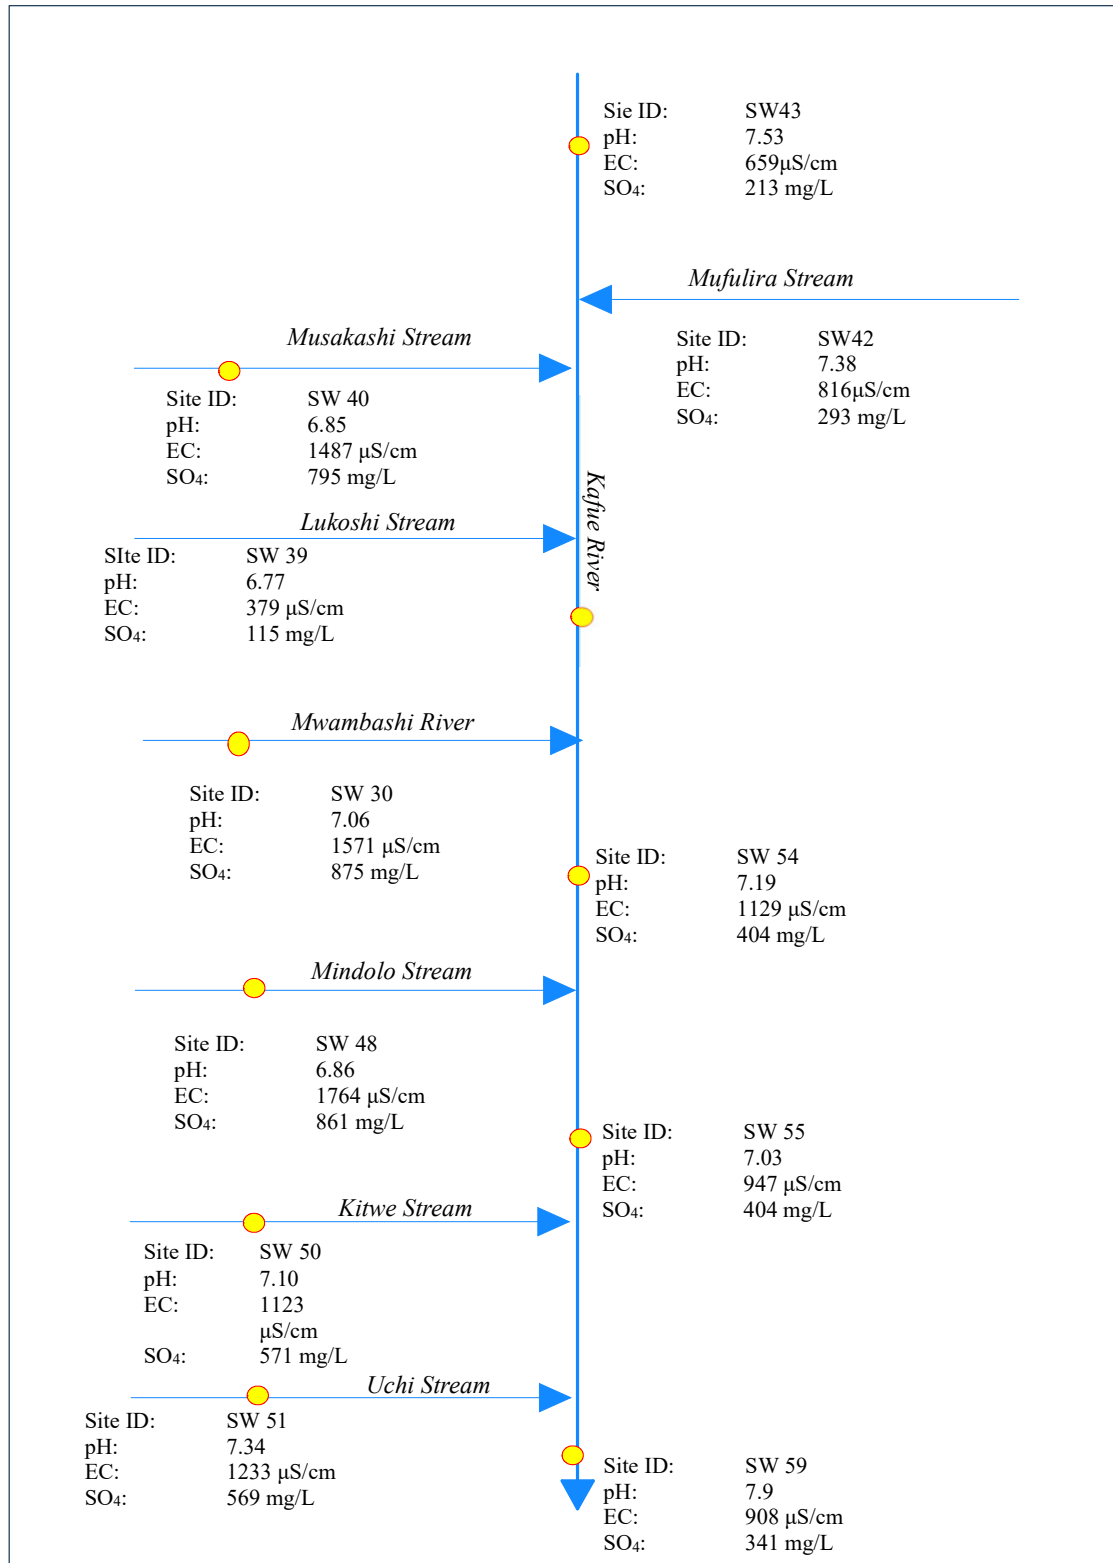 Sie ID: SW43
pH: 7.53
EC: 659μS/cm
SO₄: 213 mg/L
Mufulira Stream
Site ID: SW42
pH: 7.38
EC: 816μS/cm
SO₄: 293 mg/L
Musakashi Stream
Site ID: SW 40
pH: 6.85
EC: 1487 μS/cm
SO₄: 795 mg/L
Kafue River
Lukoshi Stream
SIte ID: SW 39
pH: 6.77
EC: 379 μS/cm
SO₄: 115 mg/L
Mwambashi River
Site ID: SW 30
pH: 7.06
EC: 1571 μS/cm
SO₄: 875 mg/L
Site ID: SW 54
pH: 7.19
EC: 1129 μS/cm
SO₄: 404 mg/L
Mindolo Stream
Site ID: SW 48
pH: 6.86
EC: 1764 μS/cm
SO₄: 861 mg/L
Site ID: SW 55
pH: 7.03
EC: 947 μS/cm
SO₄: 404 mg/L
Kitwe Stream
Site ID: SW 50
pH: 7.10
EC: 1123
μS/cm
SO₄: 571 mg/L
Uchi Stream
Site ID: SW 51
pH: 7.34
EC: 1233 μS/cm
SO₄: 569 mg/L
Site ID: SW 59
pH: 7.9
EC: 908 μS/cm
SO₄: 341 mg/L